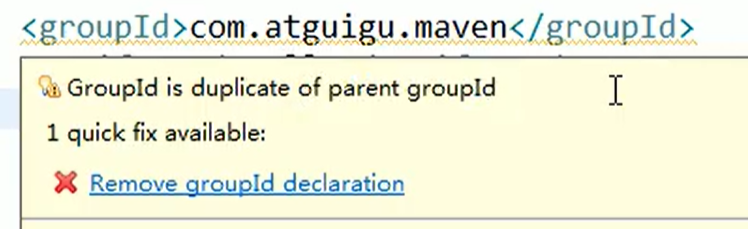 <groupId>com.atguigu.maven</groupId>
GroupId is duplicate of parent groupId
1 quick fix available:
Remove groupId declaration